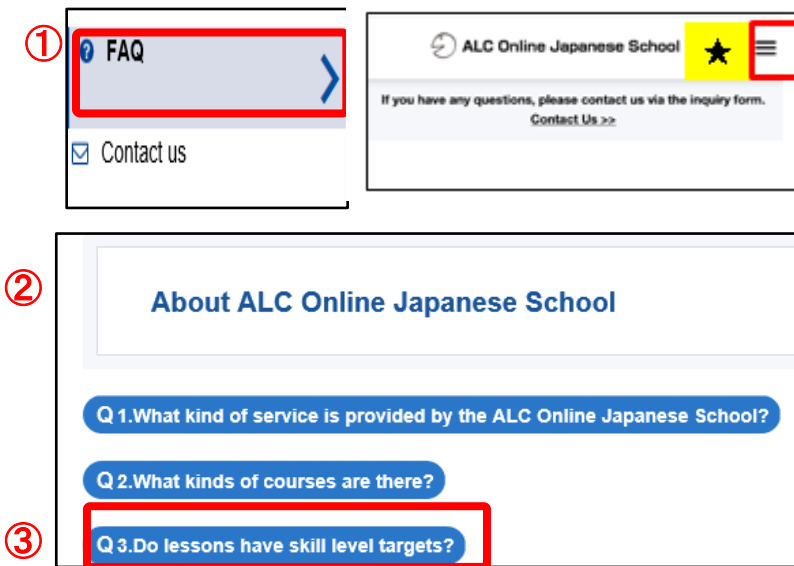 ①
FAQ
Contact us
ALC Online Japanese School
If you have any questions, please contact us via the inquiry form.
Contact Us >>
②
About ALC Online Japanese School
Q 1.What kind of service is provided by the ALC Online Japanese School?
Q 2.What kinds of courses are there?
③
Q 3.Do lessons have skill level targets?